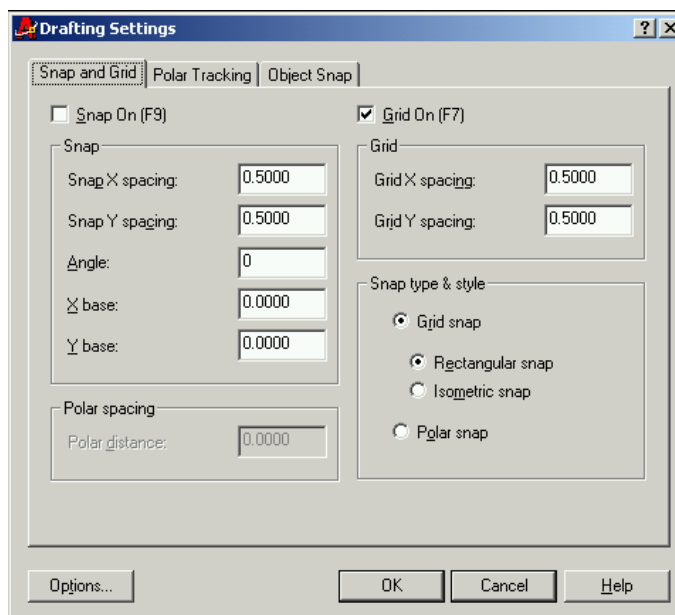 Drafting Settings
Snap and Grid Polar Tracking Object Snap
Snap On (F9)
Grid On (F7)
Snap
Snap X spacing: 0.5000
Snap Y spacing: 0.5000
Angle: 0
X base: 0.0000
Y base: 0.0000
Polar spacing
Polar distance: 0.0000
Grid
Grid X spacing: 0.5000
Grid Y spacing: 0.5000
Snap type & style
Grid snap
Rectangular snap
Isometric snap
Polar snap
Options... OK Cancel Help